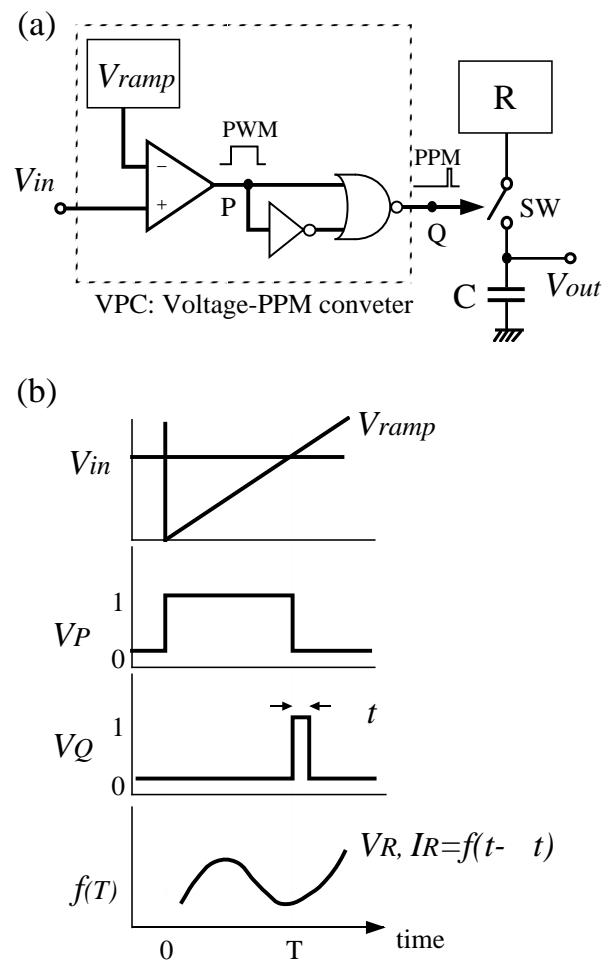 (a)
Vramp
R
PWM
PPM
Vin
−
+
P
Q
SW
VPC: Voltage-PPM conveter
C
Vout
(b)
Vramp
Vin
1
VP
0
t
1
VQ
0
VR, IR=f(t- t)
f(T)
0
T
time